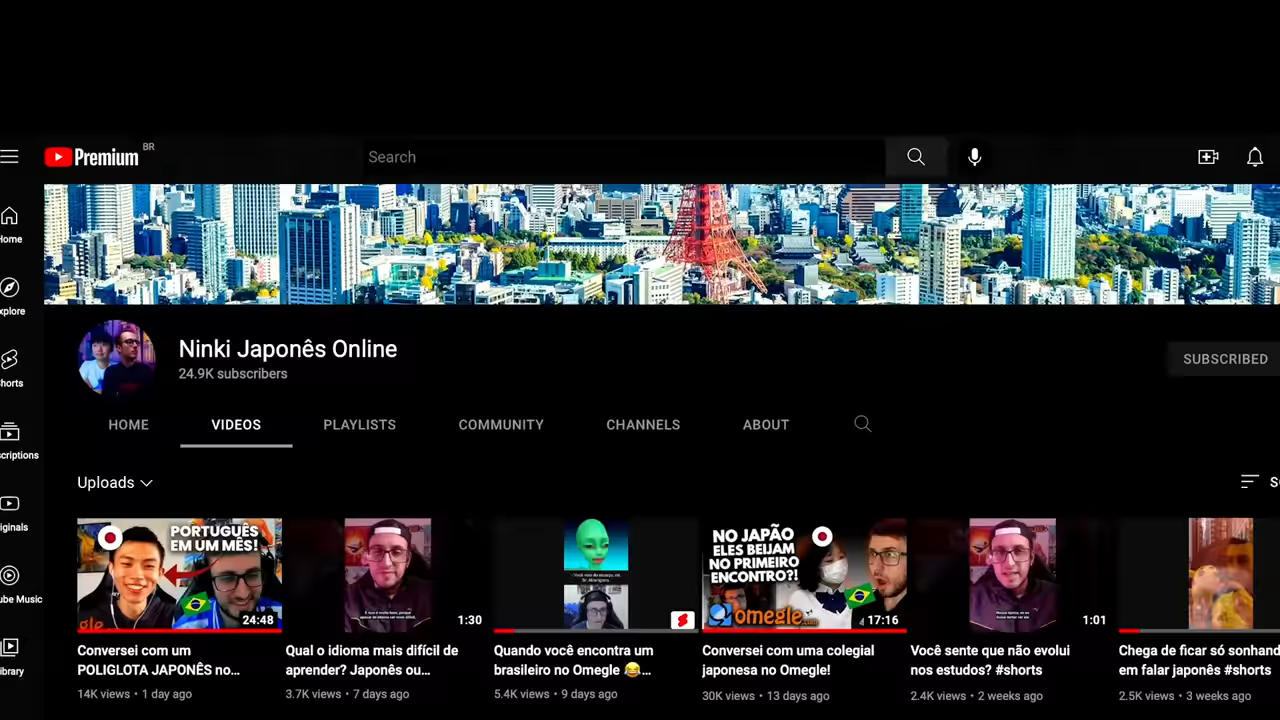 Premium BR
Search
Home
xplore
horts
criptions
iginals
ube Music
ibrary
Ninki Japonês Online
24.9K subscribers
SUBSCRIBED
HOME VIDEOS PLAYLISTS COMMUNITY CHANNELS ABOUT
Uploads
SO
PORTUGUÊS
EM UM MÊS!
gle
24:48
1:30
NO JAPÃO
ELES BEIJAM
NO PRIMEIRO
ENCONTRO?!
omegle.com
17:16
1:01
Conversei com um
POLIGLOTA JAPONÊS no...
14K views • 1 day ago
Qual o idioma mais difícil de
aprender? Japonês ou...
3.7K views • 7 days ago
Quando você encontra um
brasileiro no Omegle 😂...
5.4K views • 9 days ago
Conversei com uma colegial
japonesa no Omegle!
30K views • 13 days ago
Você sente que não evolui
nos estudos? #shorts
2.4K views • 2 weeks ago
Chega de ficar só sonhand
em falar japonês #shorts
2.5K views • 3 weeks ago